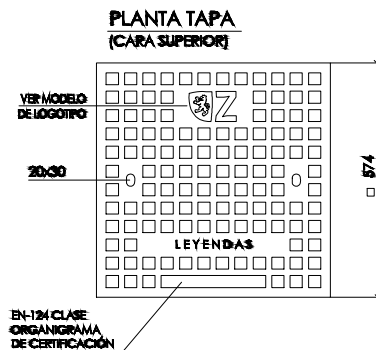 PLANTA TAPA
(CARA SUPERIOR)
VER MODELO
DE LOGOTIPO
Z
20x30
574
LEYENDAS
EN-124 CLASE
ORGANIGRAMA
DE CERTIFICACIÓN